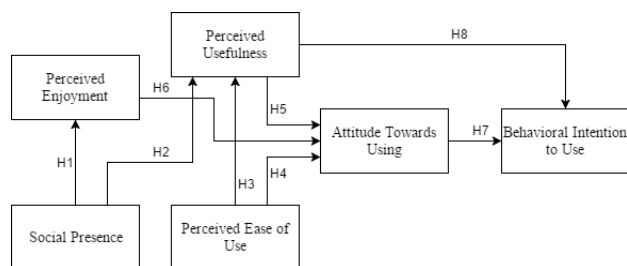 Perceived
Usefulness
H8
Perceived
Enjoyment
H6
H5
Attitude Towards
Using
H7
Behavioral Intention
to Use
H1
H2
H3
H4
Social Presence
Perceived Ease of
Use